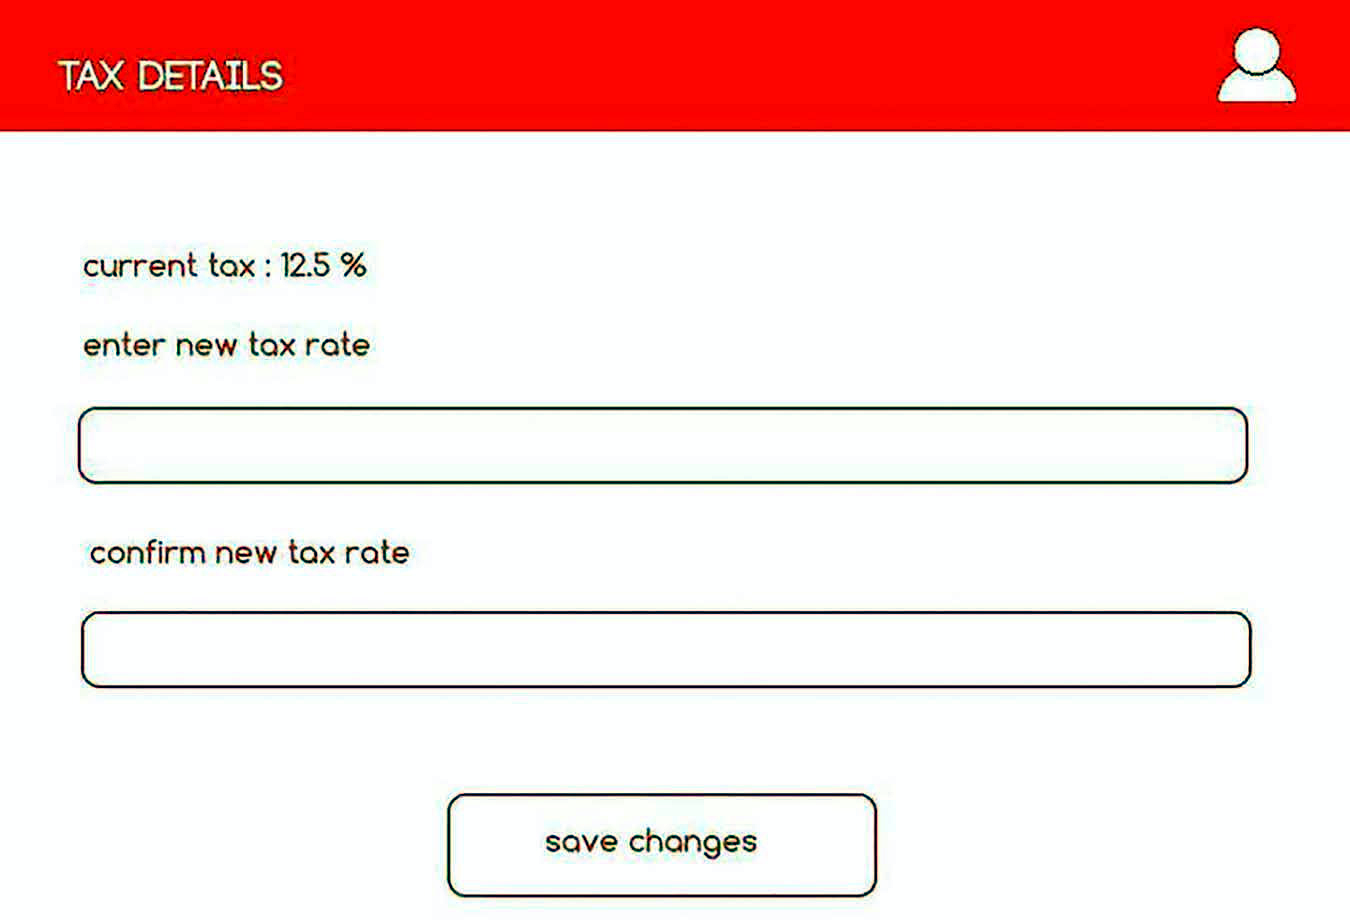 TAX DETAILS
current tax : 12.5 %
enter new tax rate
confirm new tax rate
save changes